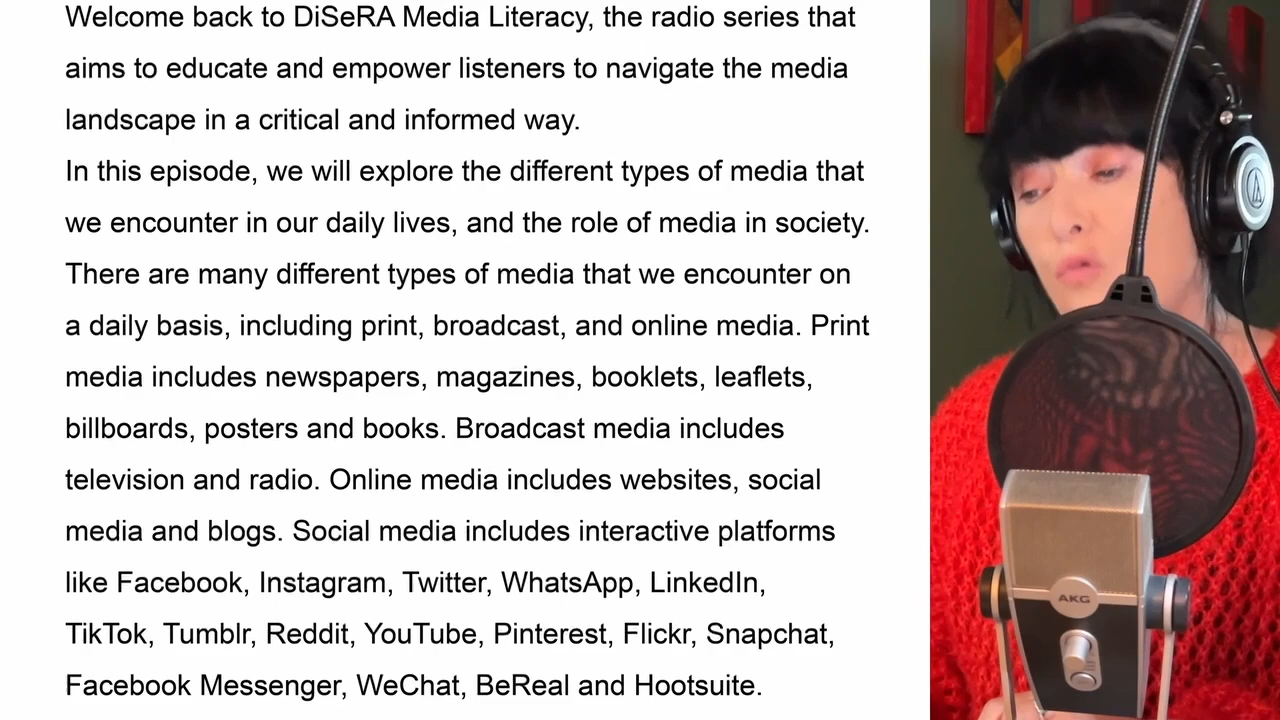 Welcome back to DiSeRA Media Literacy, the radio series that
aims to educate and empower listeners to navigate the media
landscape in a critical and informed way.
In this episode, we will explore the different types of media that
we encounter in our daily lives, and the role of media in society.
There are many different types of media that we encounter on
a daily basis, including print, broadcast, and online media. Print
media includes newspapers, magazines, booklets, leaflets,
billboards, posters and books. Broadcast media includes
television and radio. Online media includes websites, social
media and blogs. Social media includes interactive platforms
like Facebook, Instagram, Twitter, WhatsApp, LinkedIn,
TikTok, Tumblr, Reddit, YouTube, Pinterest, Flickr, Snapchat,
Facebook Messenger, WeChat, BeReal and Hootsuite.
AKG